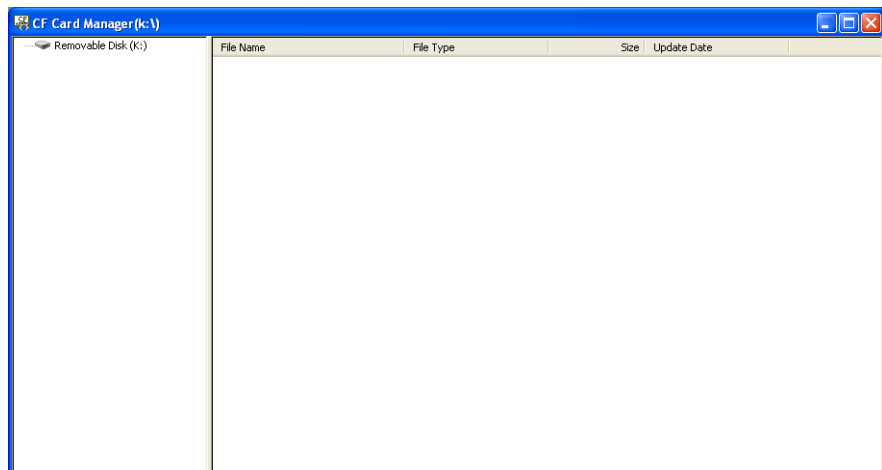 CF Card Manager(k:\)
Removable Disk (K:)
File Name File Type Size Update Date